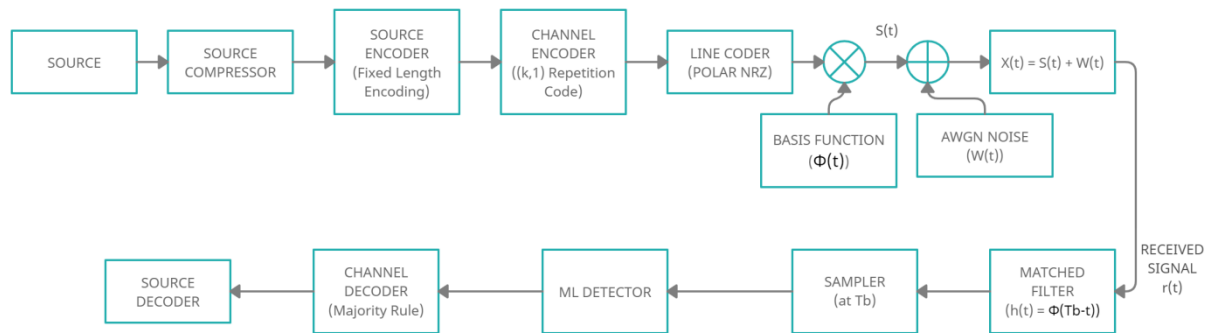 SOURCE
SOURCE
COMPRESSOR
SOURCE
ENCODER
(Fixed Length
Encoding)
CHANNEL
ENCODER
((k,1) Repetition
Code)
LINE CODER
(POLAR NRZ)
S(t)
X(t) = S(t) + W(t)
BASIS FUNCTION
(Φ(t))
AWGN NOISE
(W(t))
RECEIVED
SIGNAL
r(t)
SOURCE
DECODER
CHANNEL
DECODER
(Majority Rule)
ML DETECTOR
SAMPLER
(at Tb)
MATCHED
FILTER
(h(t) = Φ(Tb-t))